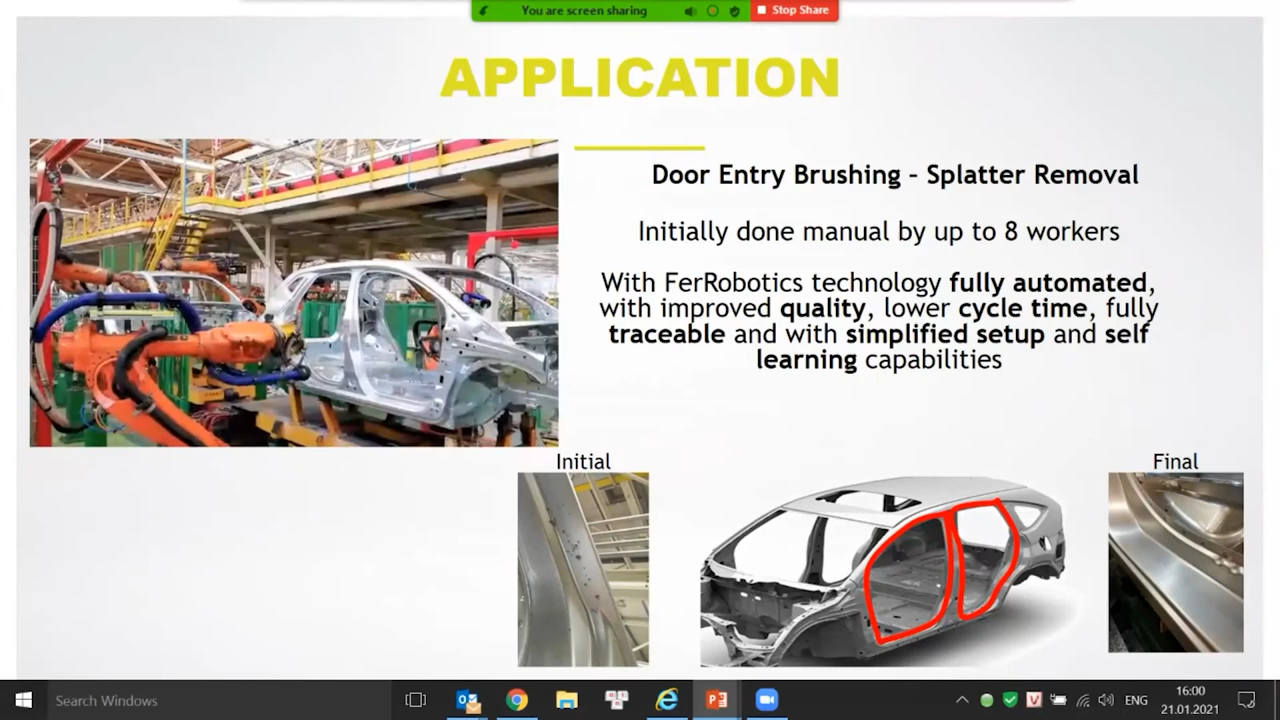 You are screen sharing
Stop Share
APPLICATION
Door Entry Brushing – Splatter Removal
Initially done manual by up to 8 workers
With FerRobotics technology fully automated,
with improved quality, lower cycle time, fully
traceable and with simplified setup and self
learning capabilities
Initial
Final
Search Windows
ENG
16:00
21.01.2021